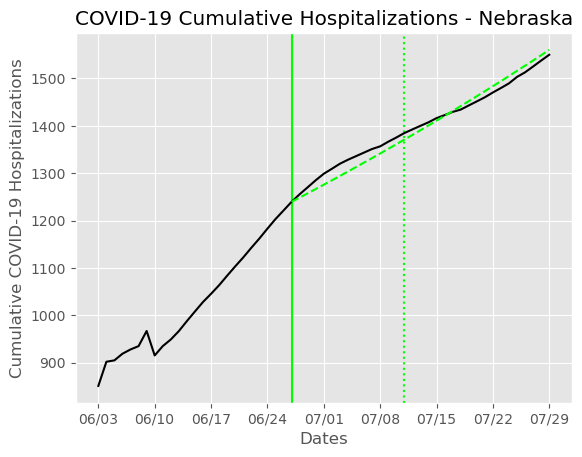 COVID-19 Cumulative Hospitalizations - Nebraska
Cumulative COVID-19 Hospitalizations
1500
1400
1300
1200
1100
1000
900
06/03 06/10 06/17 06/24 07/01 07/08 07/15 07/22 07/29
Dates